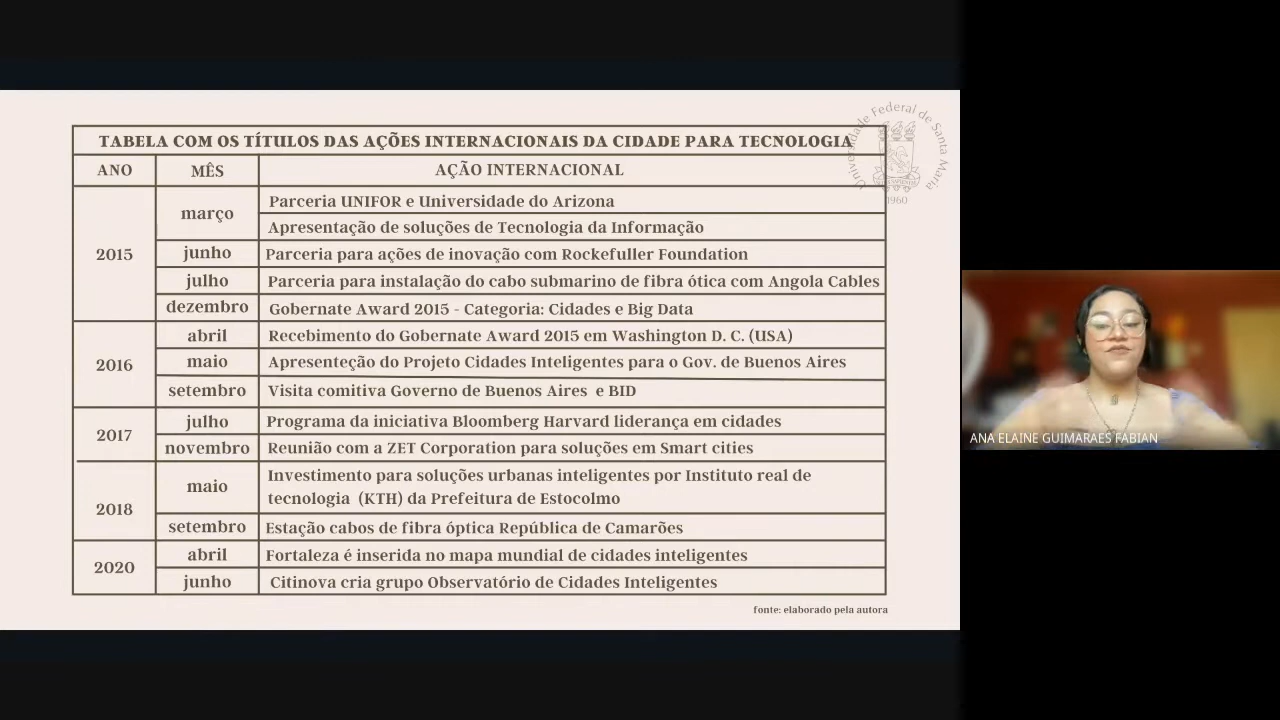 TABELA COM OS TÍTULOS DAS AÇÕES INTERNACIONAIS DA CIDADE PARA TECNOLOGIA
Universidade Federal de Santa Maria
1960
ANO MÊS AÇÃO INTERNACIONAL
2015
março
Parceria UNIFOR e Universidade do Arizona
Apresentação de soluções de Tecnologia da Informação
junho Parceria para ações de inovação com Rockefuller Foundation
julho Parceria para instalação do cabo submarino de fibra ótica com Angola Cables
dezembro Gobernate Award 2015 - Categoria: Cidades e Big Data
2016
abril Recebimento do Gobernate Award 2015 em Washington D. C. (USA)
maio Apresenteção do Projeto Cidades Inteligentes para o Gov. de Buenos Aires
setembro Visita comitiva Governo de Buenos Aires e BID
2017
julho Programa da iniciativa Bloomberg Harvard liderança em cidades
novembro Reunião com a ZET Corporation para soluções em Smart cities
2018
maio
Investimento para soluções urbanas inteligentes por Instituto real de
tecnologia (KTH) da Prefeitura de Estocolmo
setembro Estação cabos de fibra óptica República de Camarões
2020
abril Fortaleza é inserida no mapa mundial de cidades inteligentes
junho Citinova cria grupo Observatório de Cidades Inteligentes
fonte: elaborado pela autora
ANA ELAINE GUIMARAES FABIAN